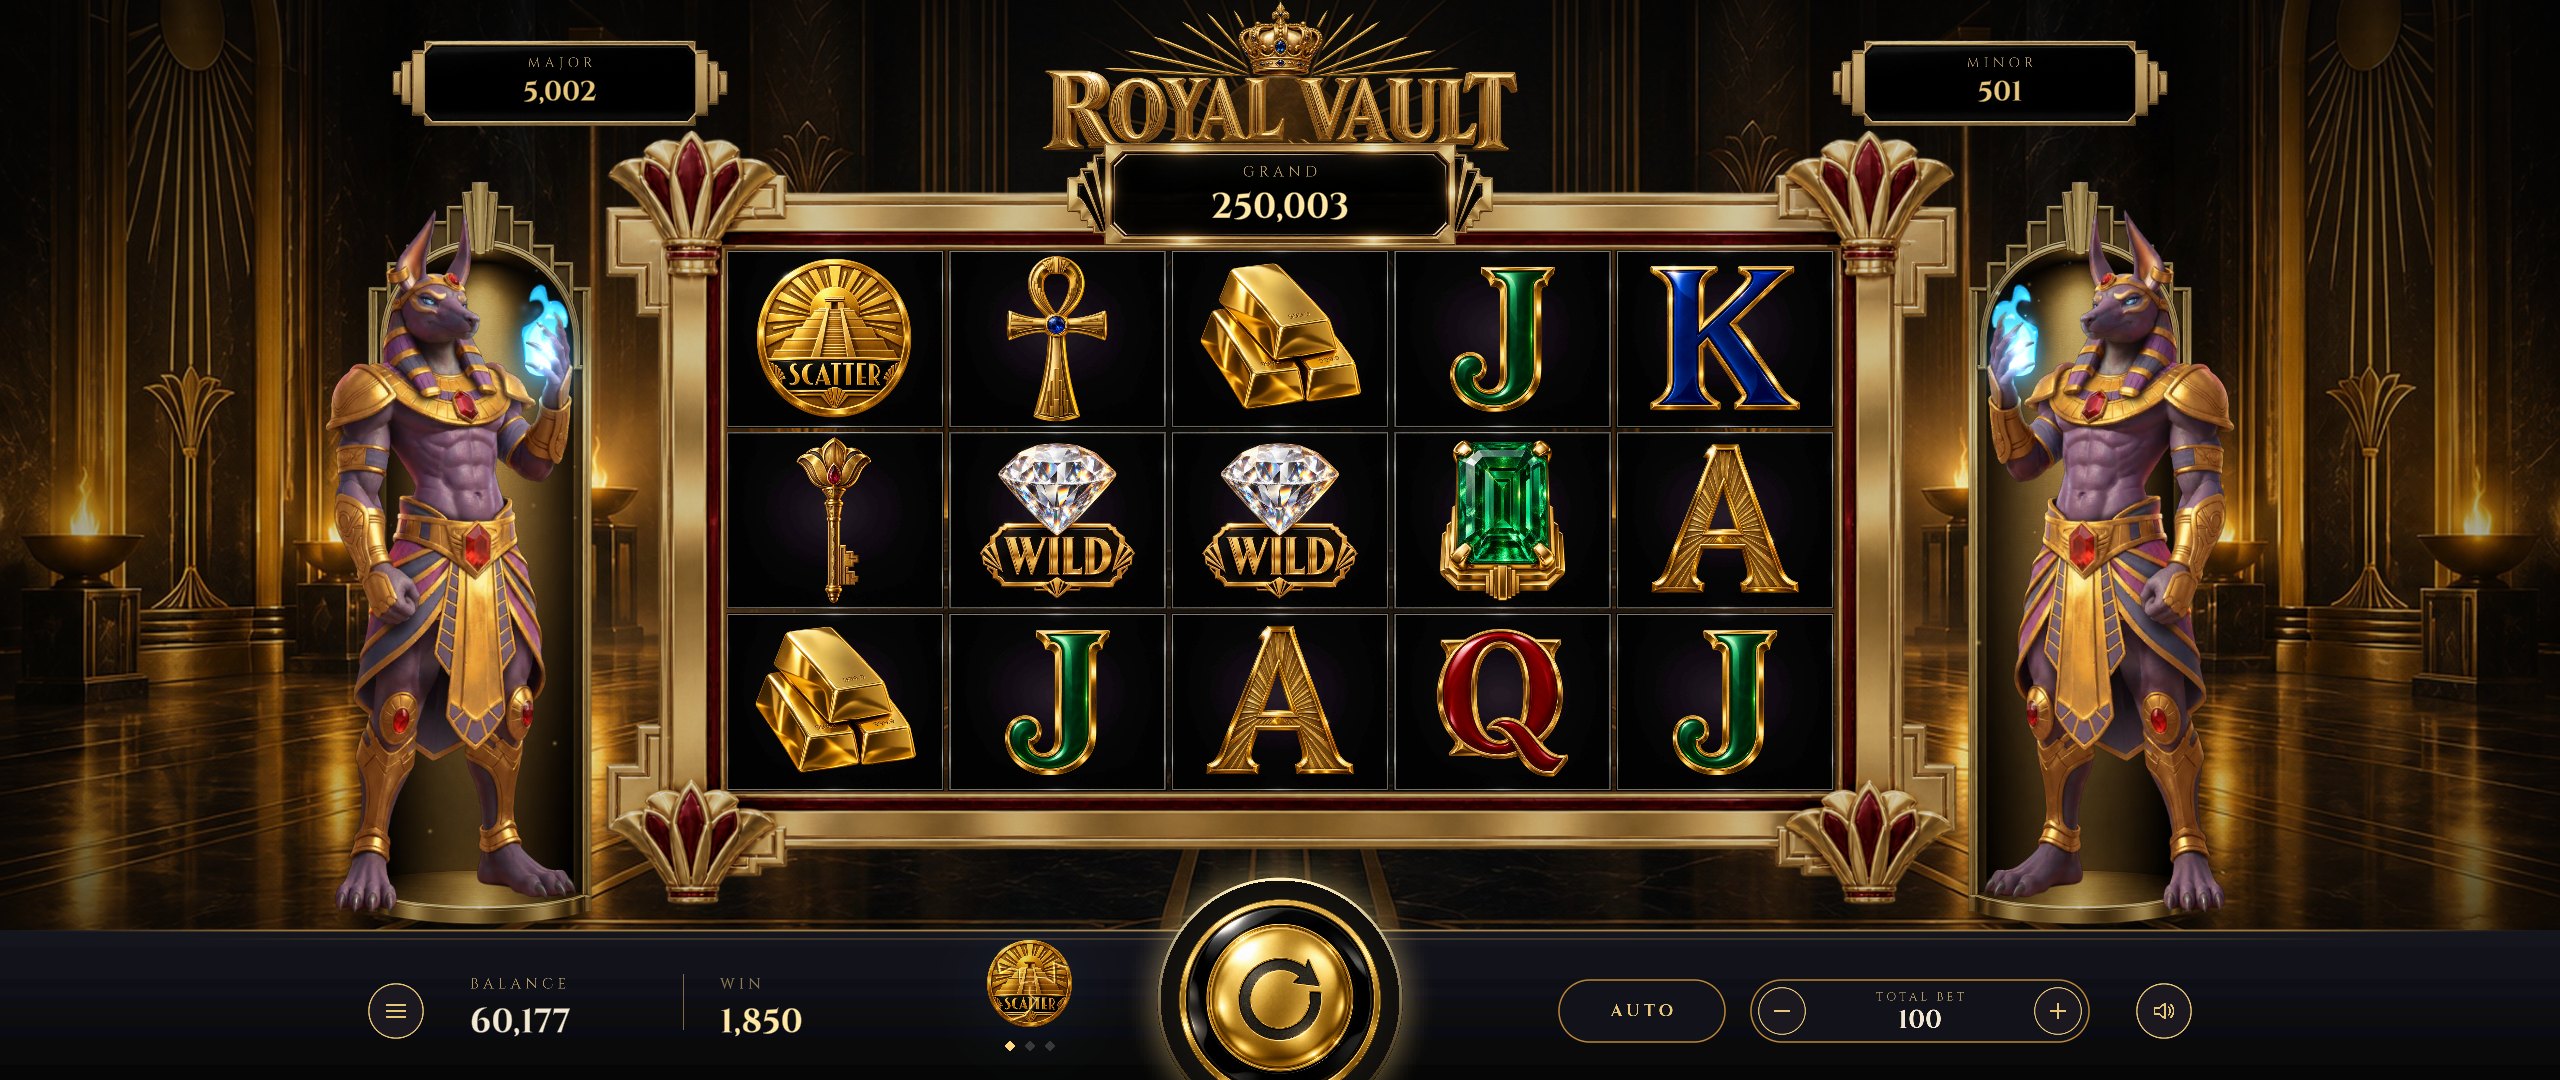 MAJOR
5,002
ROYAL VAULT
MINOR
501
GRAND
250,003
SCATTER
J
K
WILD
WILD
A
J
A
Q
J
BALANCE
60,177
WIN
1,850
SCATTER
AUTO
TOTAL BET
100